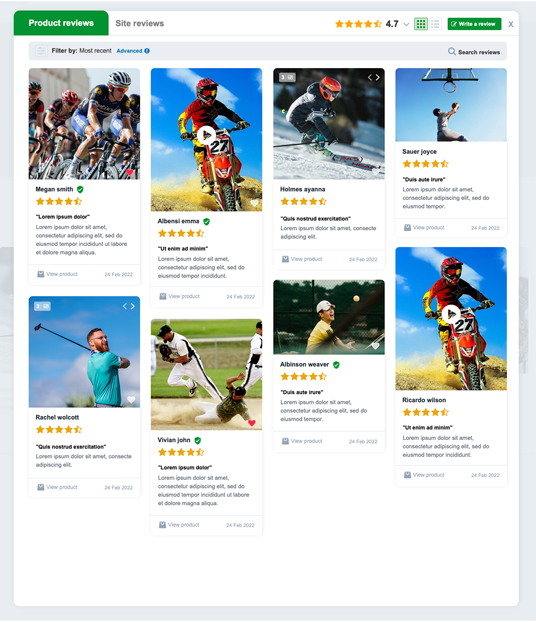 Product reviews
Site reviews
4.7
Write a review
X
Filter by: Most recent
Advanced
Search reviews
Megan smith
"Lorem ipsum dolor"
Lorem ipsum dolor sit amet,
consectetur adipiscing elit, sed do
eiusmod tempor incididunt ut labore
et dolore magna aliqua.
View product
24 Feb 2022
3
Rachel wolcott
"Quis nostrud exercitation"
Lorem ipsum dolor sit amet, consecte
adipiscing elit.
View product
24 Feb 2022
27
Albensi emma
"Ut enim ad minim"
Lorem ipsum dolor sit amet,
consectetur adipiscing elit, sed do
eiusmod tempor incididunt.
View product
24 Feb 2022
Vivian john
"Lorem ipsum dolor"
Lorem ipsum dolor sit amet,
consectetur adipiscing elit, sed do
eiusmod tempor incididunt ut labore
et dolore magna aliqua.
View product
24 Feb 2022
3
Holmes ayanna
"Quis nostrud exercitation"
Lorem ipsum dolor sit amet, consecte
adipiscing elit.
View product
24 Feb 2022
Albinson weaver
"Duis aute irure"
Lorem ipsum dolor sit amet,
consectetur adipiscing elit, sed do
eiusmod tempor.
View product
24 Feb 2022
Sauer joyce
"Duis aute irure"
Lorem ipsum dolor sit amet,
consectetur adipiscing elit, sed do
eiusmod tempor.
View product
24 Feb 2022
27
Ricardo wilson
"Ut enim ad minim"
Lorem ipsum dolor sit amet,
consectetur adipiscing elit, sed do
eiusmod tempor incididunt.
View product
24 Feb 2022